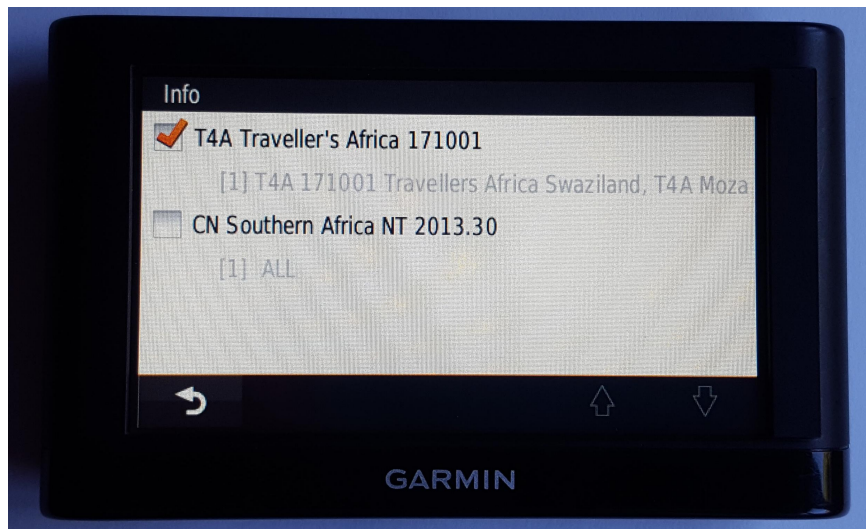 Info
T4A Traveller's Africa 171001
[1] T4A 171001 Travellers Africa Swaziland, T4A Moza
CN Southern Africa NT 2013.30
[1] ALL
GARMIN